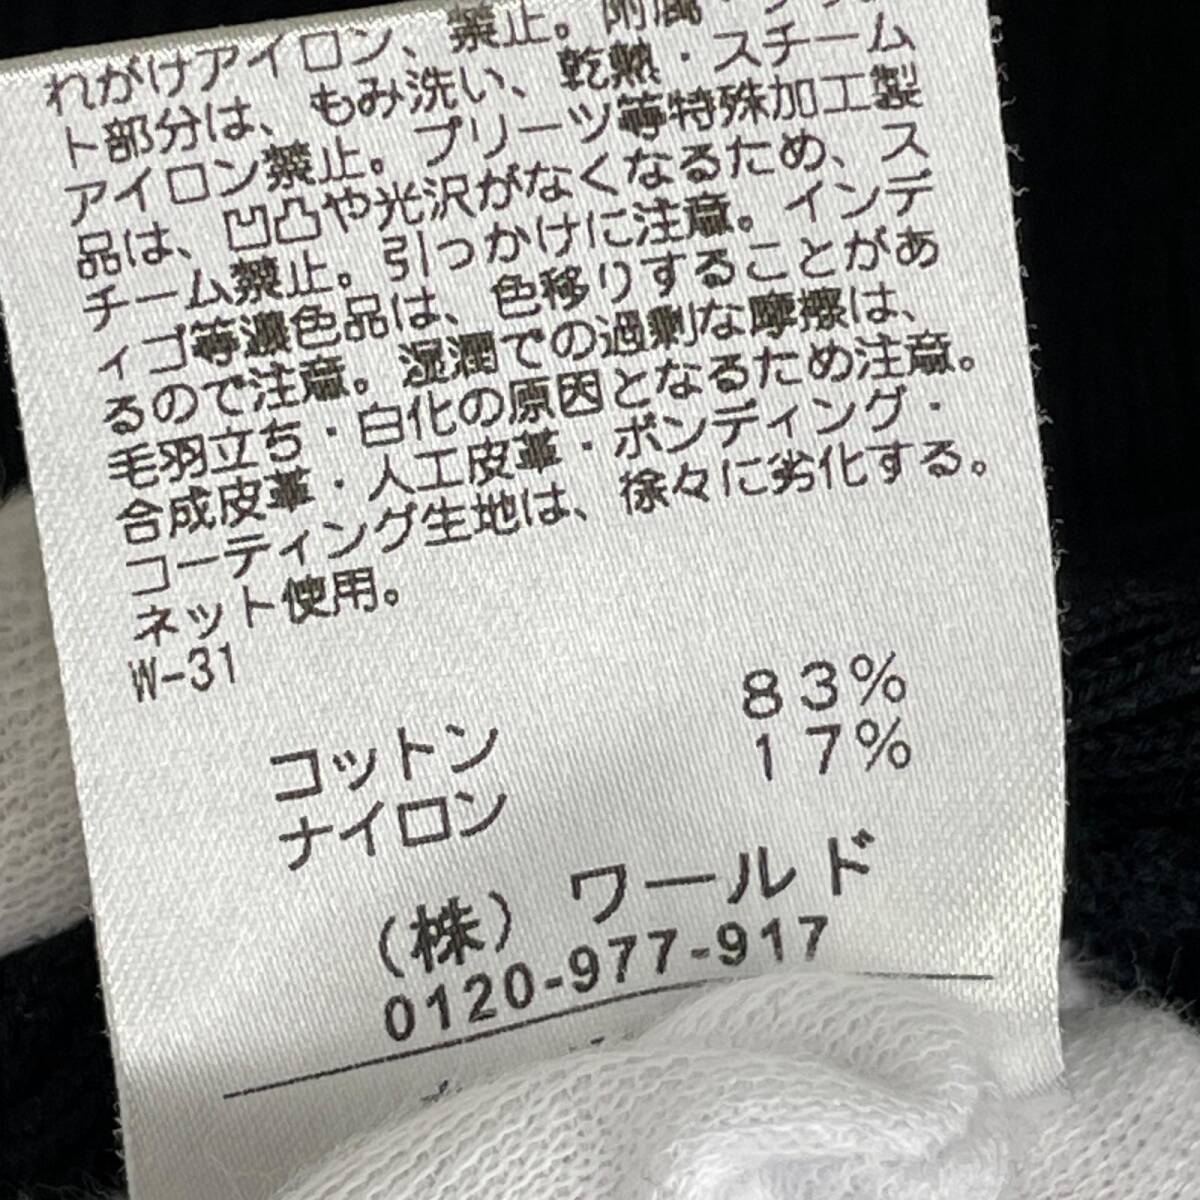 れがけアイロン、禁止。附属・
ト部分は、もみ洗い、乾熱・スチーム
アイロン禁止。プリーツ等特殊加工製
品は、凹凸や光沢がなくなるため、ス
チーム禁止。引っかけに注意。インデ
ィゴ等濃色品は、色移りすることがあ
るので注意。湿潤での過剰な摩擦は、
毛羽立ち・白化の原因となるため注意。
合成皮革・人工皮革・ボンディング・
コーティング生地は、徐々に劣化する。
ネット使用。
W-31
コットン 83%
ナイロン 17%
(株) ワールド
0120-977-917